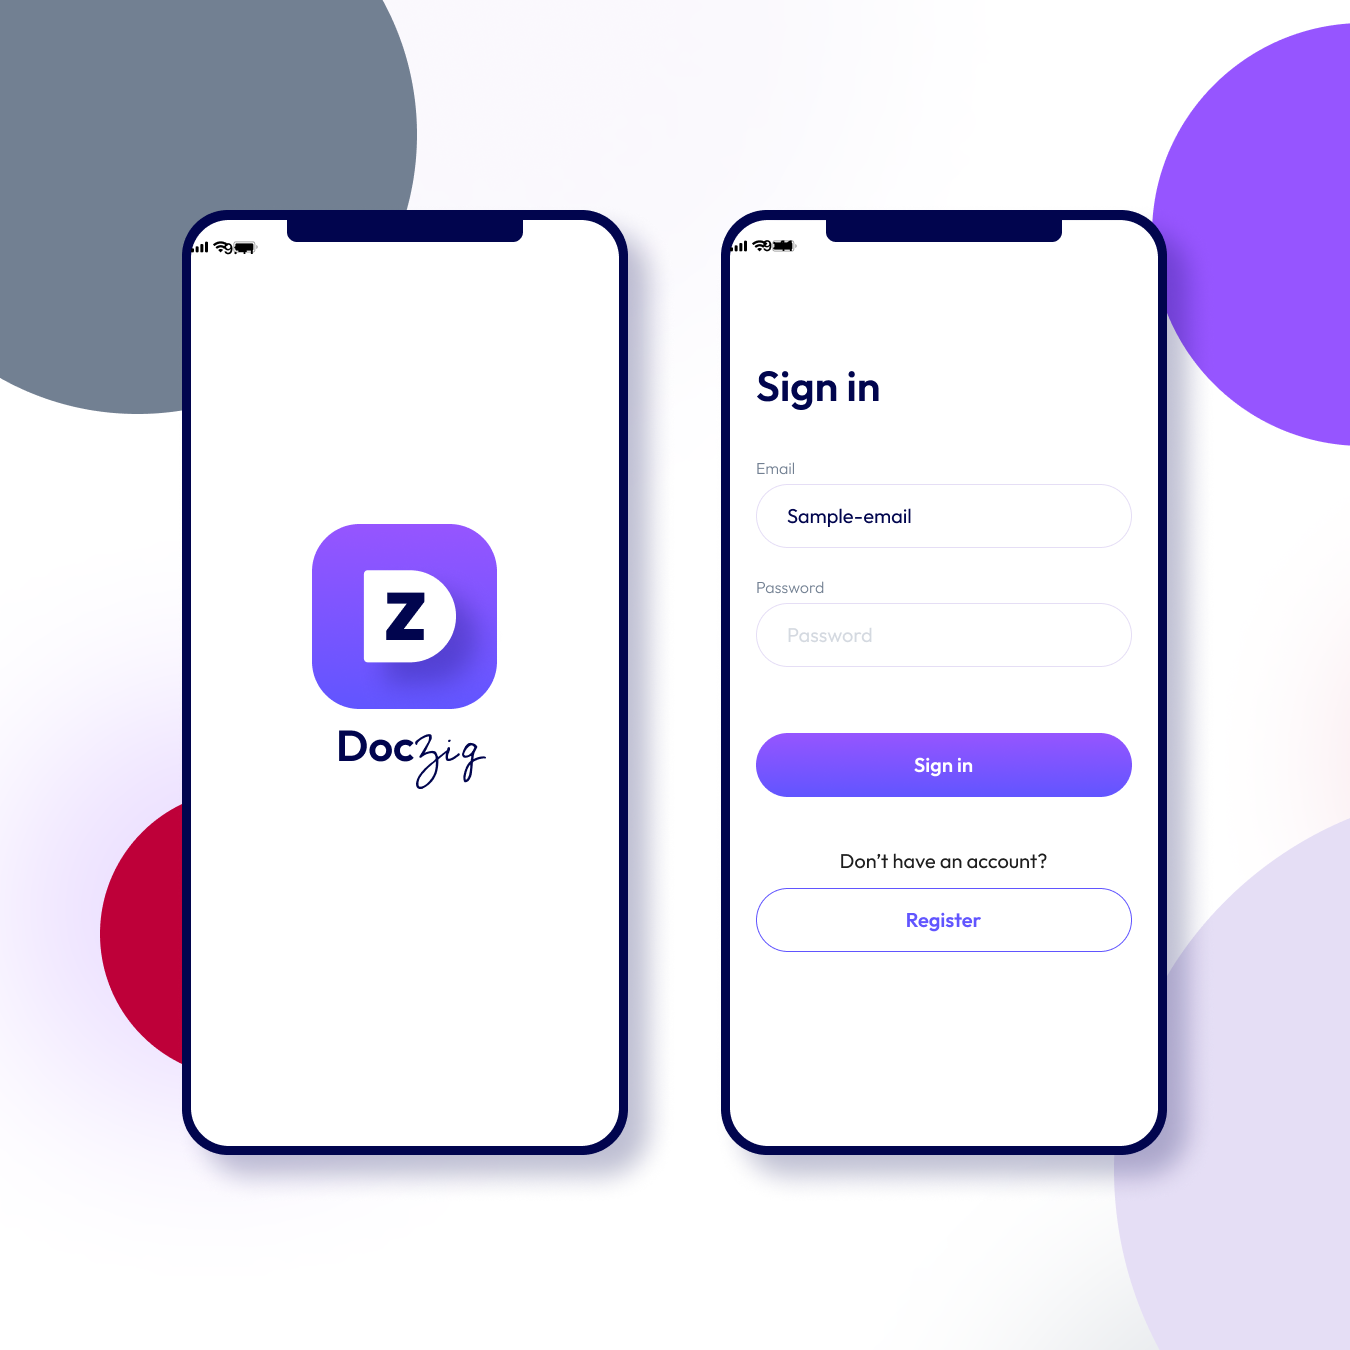 Z
Doczig
Sign in
Email
Sample-email
Password
Password
Sign in
Don’t have an account?
Register